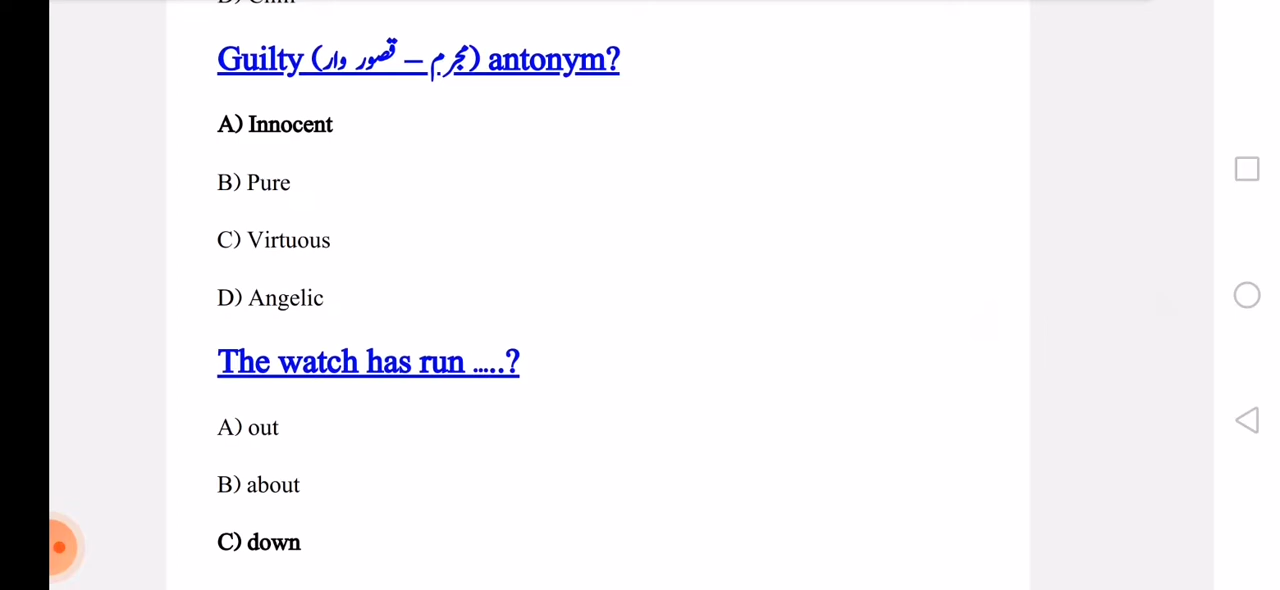 Guilty (مجرم – قصور وار) antonym?
A) Innocent
B) Pure
C) Virtuous
D) Angelic
The watch has run .....?
A) out
B) about
C) down